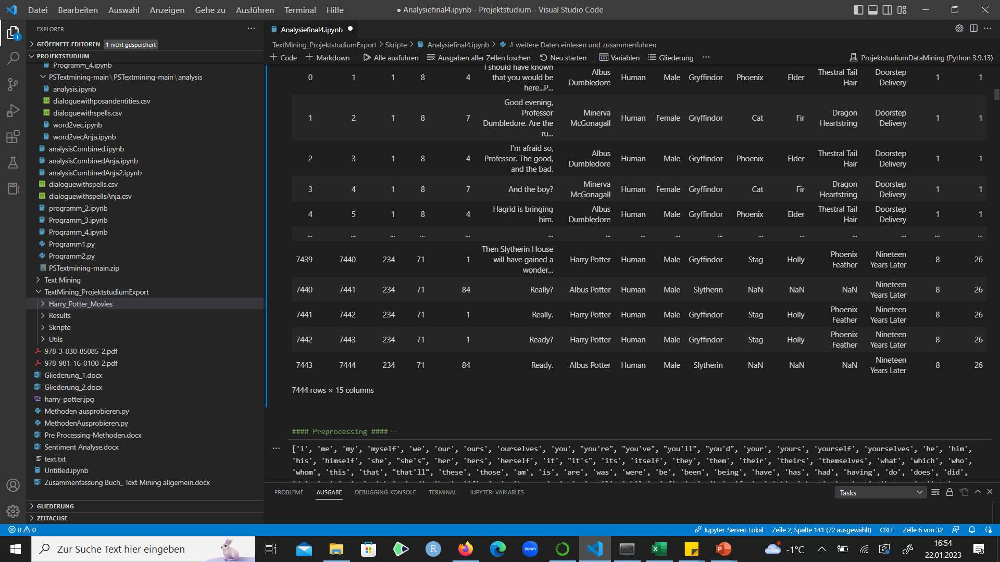 Datei Bearbeiten Auswahl Anzeigen Gehe zu Ausführen Terminal Hilfe
● Analysiefinal4.ipynb - Projektstudium - Visual Studio Code
EXPLORER
GEÖFFNETE EDITOREN 1 nicht gespeichert
PROJEKTSTUDIUM
Programm_4.ipynb
PSTextmining-main\PSTextmining-main\analysis
analysis.ipynb
dialoguewithposandentities.csv
dialoguewithspells.csv
word2vec.ipynb
word2vecAnja.ipynb
analysisCombined.ipynb
analysisCombinedAnja.ipynb
analysisCombinedAnja2.ipynb
dialoguewithspells.csv
dialoguewithspellsAnja.csv
programm_2.ipynb
Programm_3.ipynb
Programm_4.ipynb
Programm1.py
Programm2.py
PSTextmining-main.zip
Text Mining
TextMining_ProjektstudiumExport
Harry_Potter_Movies
Results
Skripte
Utils
978-3-030-85085-2.pdf
978-981-16-0100-2.pdf
Gliederung_1.docx
Gliederung_2.docx
harry-potter.jpg
Methoden ausprobieren.py
MethodenAusprobieren.py
Pre Processing-Methoden.docx
Sentiment Analyse.docx
text.txt
Untitled.ipynb
Zusammenfassung Buch_ Text Mining allgemein.docx
GLIEDERUNG
ZEITACHSE
Analysiefinal4.ipynb ●
TextMining_ProjektstudiumExport > Skripte > Analysiefinal4.ipynb > # weitere Daten einlesen und zusammenführen
+ Code + Markdown | Alle ausführen Ausgaben aller Zellen löschen Neu starten | Variablen Gliederung ...
ProjektstudiumDataMining (Python 3.9.13)
0 1 1 8 4 I should have known that you would be here...P... Albus Dumbledore Human Male Gryffindor Phoenix Elder Thestral Tail Hair Doorstep Delivery 1 1
1 2 1 8 7 Good evening, Professor Dumbledore. Are the ru... Minerva McGonagall Human Female Gryffindor Cat Fir Dragon Heartstring Doorstep Delivery 1 1
2 3 1 8 4 I'm afraid so, Professor. The good, and the bad. Albus Dumbledore Human Male Gryffindor Phoenix Elder Thestral Tail Hair Doorstep Delivery 1 1
3 4 1 8 7 And the boy? Minerva McGonagall Human Female Gryffindor Cat Fir Dragon Heartstring Doorstep Delivery 1 1
4 5 1 8 4 Hagrid is bringing him. Albus Dumbledore Human Male Gryffindor Phoenix Elder Thestral Tail Hair Doorstep Delivery 1 1
... ... ... ... ... ... ... ... ... ... ... ... ... ... ... ...
7439 7440 234 71 1 Then Slytherin House will have gained a wonder... Harry Potter Human Male Gryffindor Stag Holly Phoenix Feather Nineteen Years Later 8 26
7440 7441 234 71 84 Really? Albus Potter Human Male Slytherin NaN NaN NaN Nineteen Years Later 8 26
7441 7442 234 71 1 Really. Harry Potter Human Male Gryffindor Stag Holly Phoenix Feather Nineteen Years Later 8 26
7442 7443 234 71 1 Ready? Harry Potter Human Male Gryffindor Stag Holly Phoenix Feather Nineteen Years Later 8 26
7443 7444 234 71 84 Ready. Albus Potter Human Male Slytherin NaN NaN NaN Nineteen Years Later 8 26
7444 rows × 15 columns
#### Preprocessing #### ...
['i', 'me', 'my', 'myself', 'we', 'our', 'ours', 'ourselves', 'you', "you're", "you've", "you'll", "you'd", 'your', 'yours', 'yourself', 'yourselves', 'he', 'him',
'his', 'himself', 'she', "she's", 'her', 'hers', 'herself', 'it', "it's", 'its', 'itself', 'they', 'them', 'their', 'theirs', 'themselves', 'what', 'which', 'who',
'whom', 'this', 'that', "that'll", 'these', 'those', 'am', 'is', 'are', 'was', 'were', 'be', 'been', 'being', 'have', 'has', 'had', 'having', 'do', 'does', 'did',
PROBLEME AUSGABE DEBUGGING-KONSOLE TERMINAL JUPYTER: VARIABLES
Tasks
0 0
Jupyter-Server: Lokal Zeile 2, Spalte 141 (72 ausgewählt) CRLF Zelle 6 von 32
Zur Suche Text hier eingeben
zoom
-1°C
16:54
22.01.2023